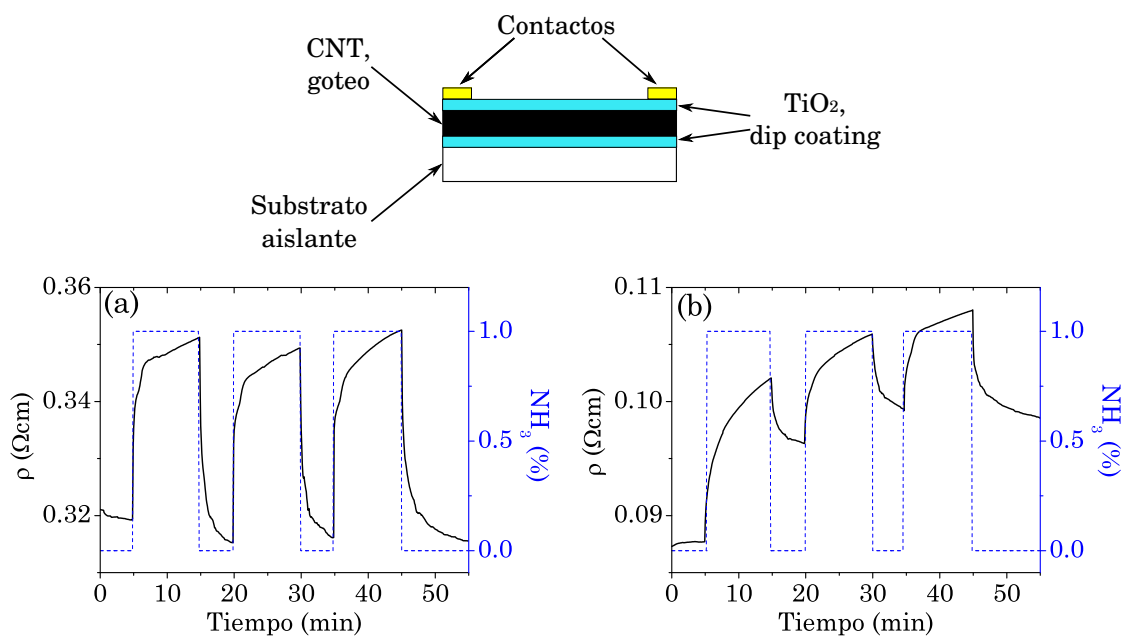 Contactos
CNT,
goteo
TiO2,
dip coating
Substrato
aislante
(a)
0.36
0.34
0.32
ρ (Ωcm)
0 10 20 30 40 50
Tiempo (min)
1.0
0.5
0.0
NH3 (%)
(b)
0.11
0.10
0.09
ρ (Ωcm)
0 10 20 30 40 50
Tiempo (min)
1.0
0.5
0.0
NH3 (%)